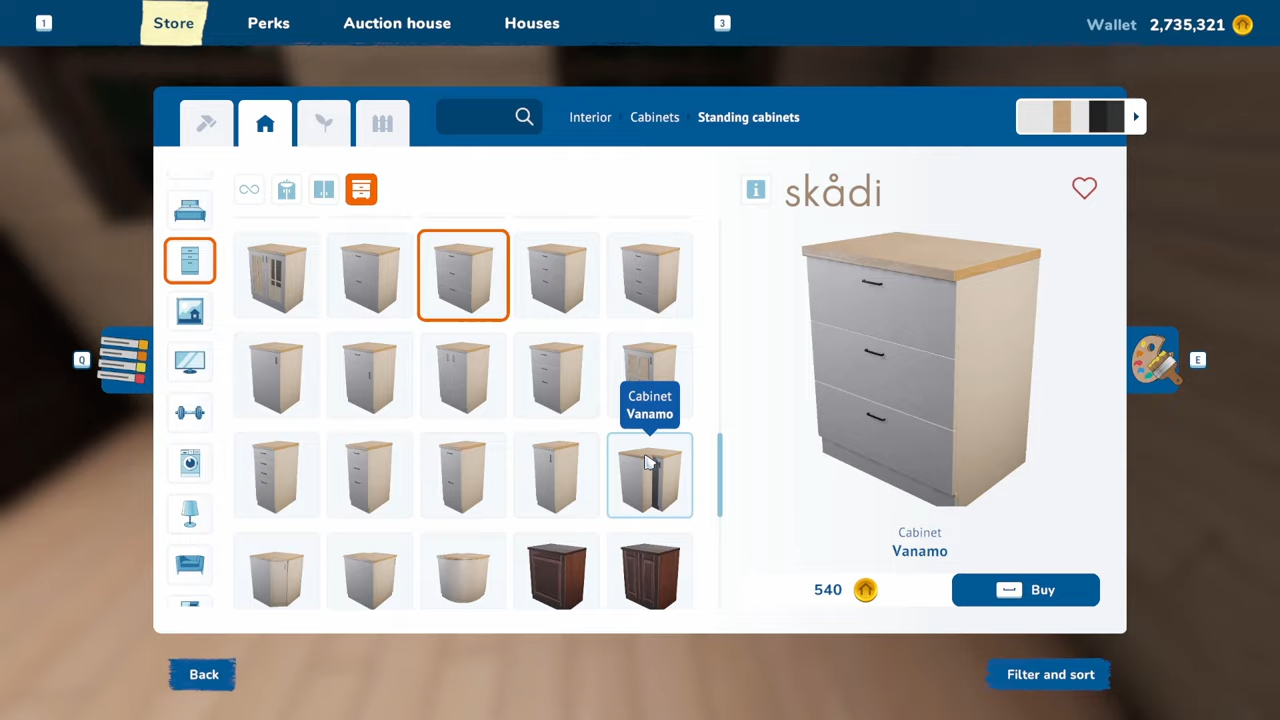 1
Store
Perks
Auction house
Houses
3
Wallet 2,735,321
Interior
Cabinets
Standing cabinets
skådi
Q
E
Cabinet
Vanamo
Cabinet
Vanamo
540
Buy
Back
Filter and sort